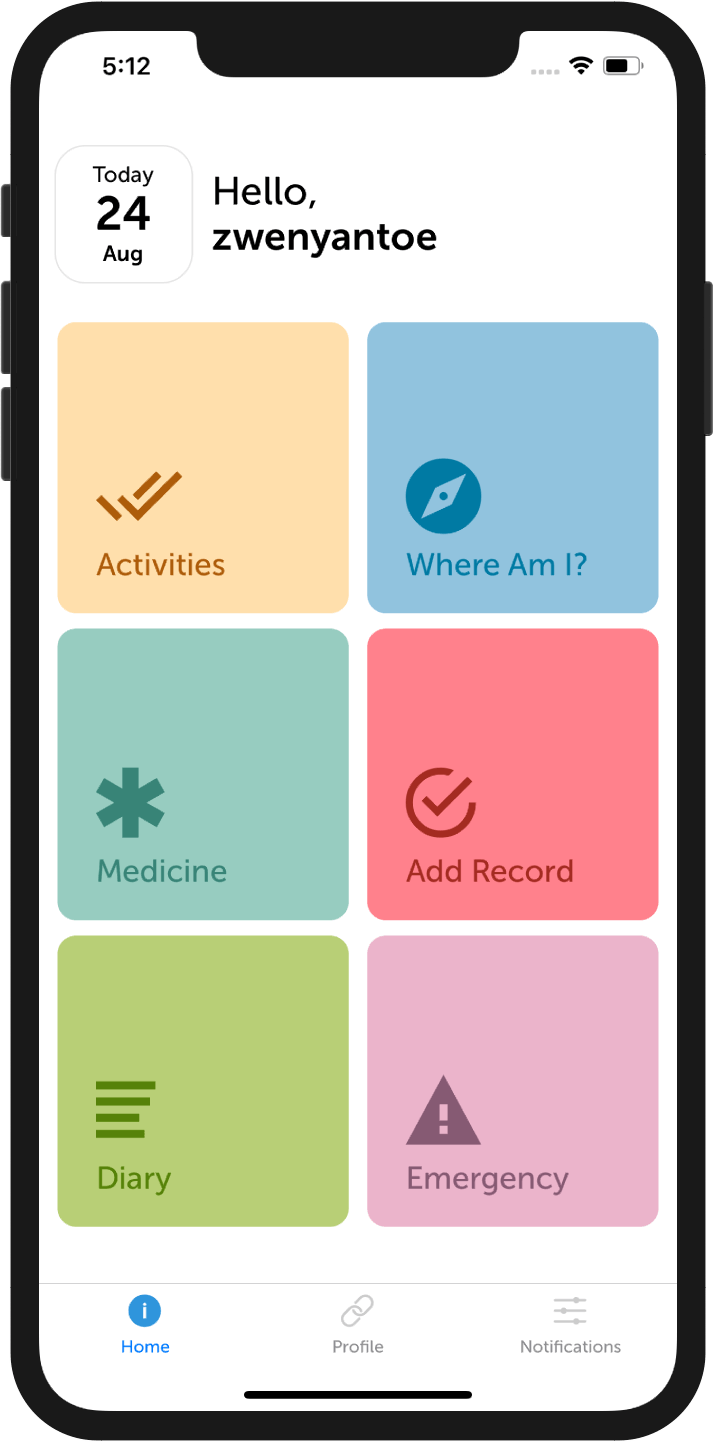 5:12
Today
24
Aug
Hello,
zwenyantoe
Activities
Where Am I?
Medicine
Add Record
Diary
Emergency
Home
Profile
Notifications